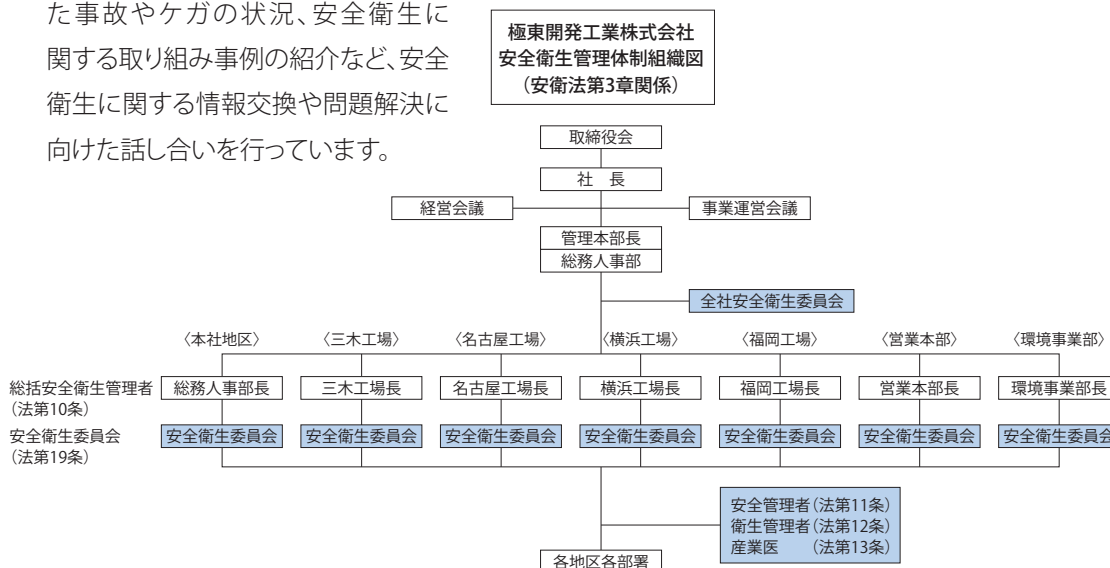 た事故やケガの状況、安全衛生に
関する取り組み事例の紹介など、安全
衛生に関する情報交換や問題解決に
向けた話し合いを行っています。
極東開発工業株式会社
安全衛生管理体制組織図
（安衛法第3章関係）
取締役会
社　長
経営会議
事業運営会議
管理本部長
総務人事部
全社安全衛生委員会
〈本社地区〉 〈三木工場〉 〈名古屋工場〉 〈横浜工場〉 〈福岡工場〉 〈営業本部〉 〈環境事業部〉
総括安全衛生管理者 総務人事部長 三木工場長 名古屋工場長 横浜工場長 福岡工場長 営業本部長 環境事業部長
（法第10条）
安全衛生委員会 安全衛生委員会 安全衛生委員会 安全衛生委員会 安全衛生委員会 安全衛生委員会 安全衛生委員会 安全衛生委員会
（法第19条）
安全管理者（法第11条）
衛生管理者（法第12条）
産業医　　（法第13条）
各地区各部署